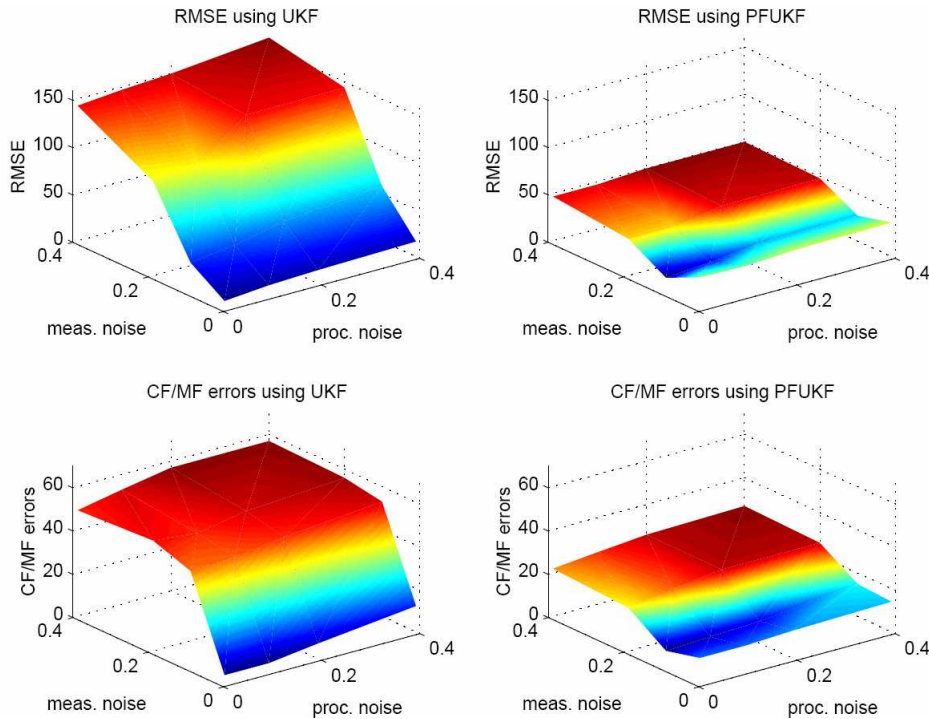 RMSE using UKF
150
100
50
0
RMSE
0.4
0.2
0
meas. noise
0
0.2
0.4
proc. noise
RMSE using PFUKF
150
100
50
0
RMSE
0.4
0.2
0
meas. noise
0
0.2
0.4
proc. noise
CF/MF errors using UKF
60
40
20
0
CF/MF errors
0.4
0.2
0
meas. noise
0
0.2
0.4
proc. noise
CF/MF errors using PFUKF
60
40
20
0
CF/MF errors
0.4
0.2
0
meas. noise
0
0.2
0.4
proc. noise